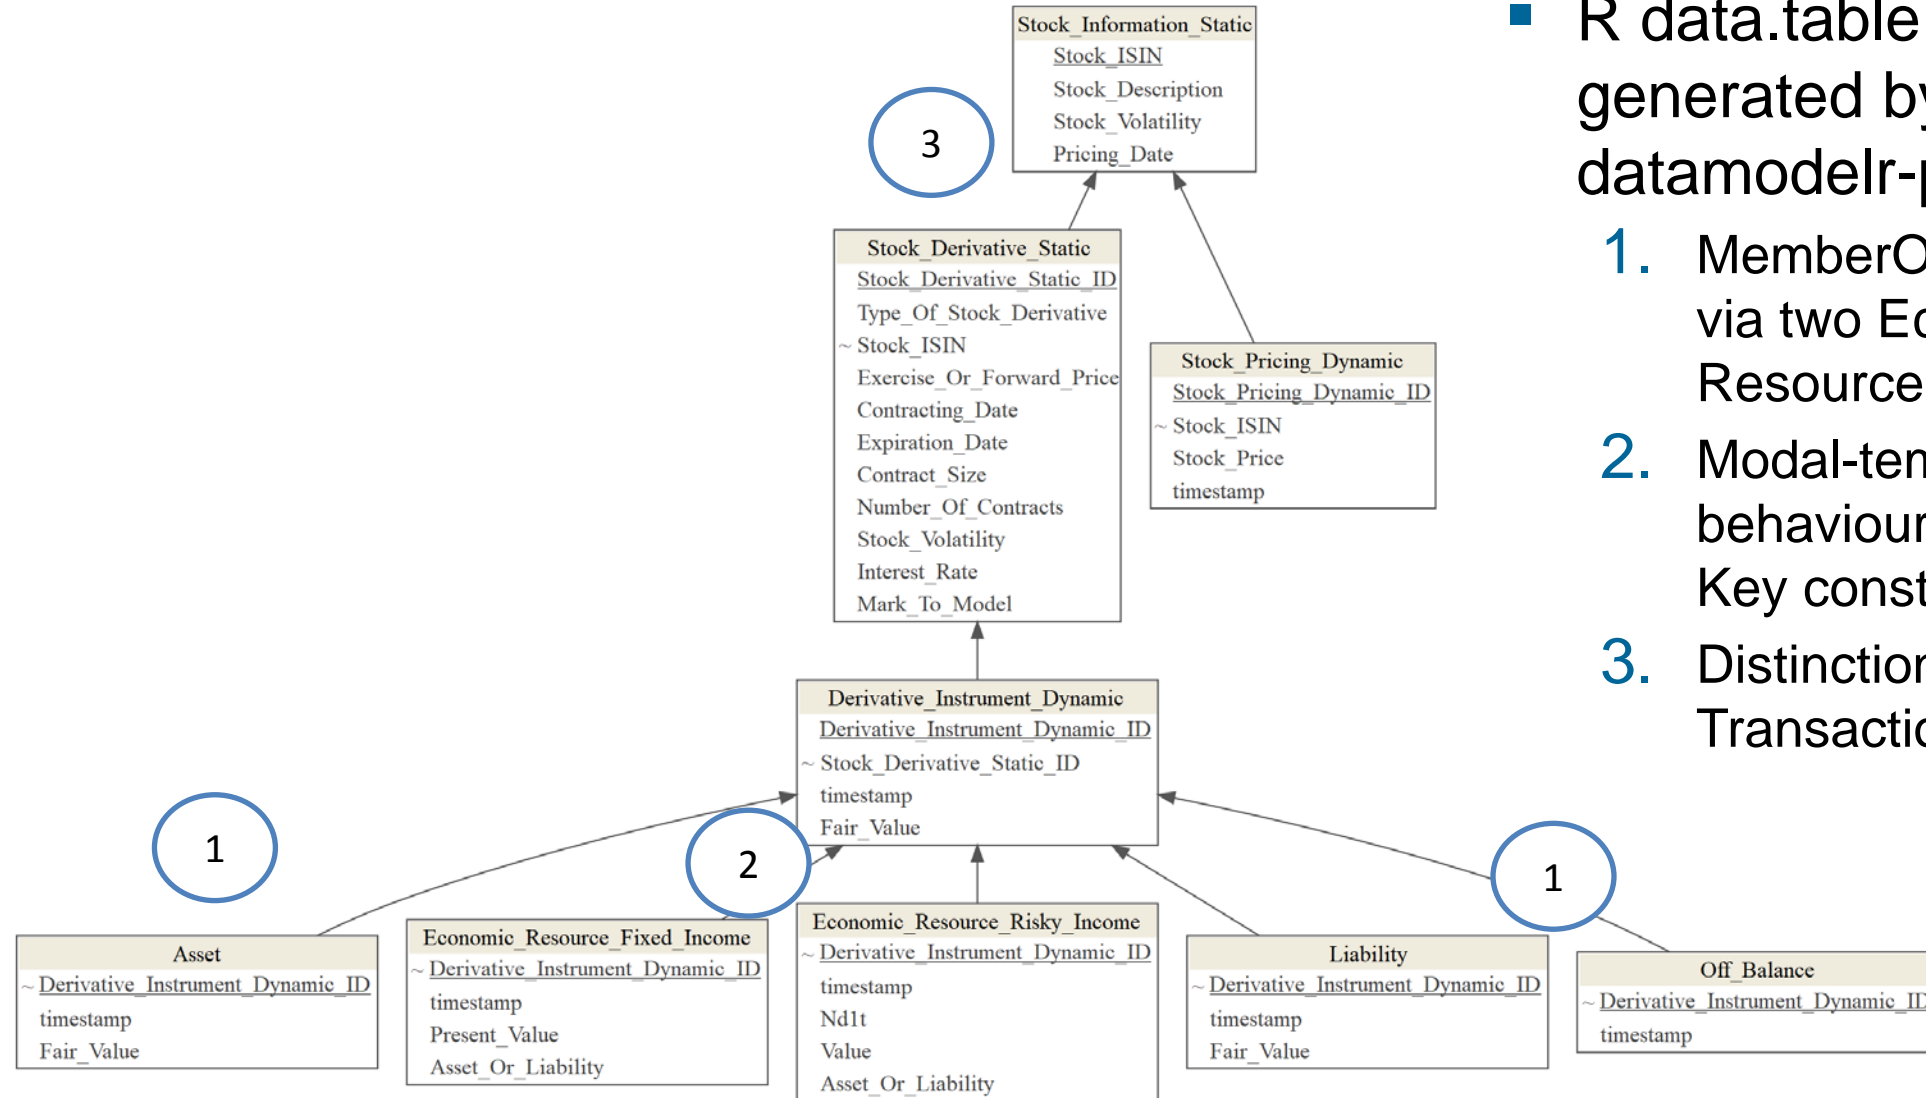 Stock_Information_Static
Stock_ISIN
Stock_Description
Stock_Volatility
Pricing_Date
3
Stock_Derivative_Static
Stock_Derivative_Static_ID
Type_Of_Stock_Derivative
~ Stock_ISIN
Exercise_Or_Forward_Price
Contracting_Date
Expiration_Date
Contract_Size
Number_Of_Contracts
Stock_Volatility
Interest_Rate
Mark_To_Model
Stock_Pricing_Dynamic
Stock_Pricing_Dynamic_ID
~ Stock_ISIN
Stock_Price
timestamp
Derivative_Instrument_Dynamic
Derivative_Instrument_Dynamic_ID
~ Stock_Derivative_Static_ID
timestamp
Fair_Value
1
2
1
Asset
~ Derivative_Instrument_Dynamic_ID
timestamp
Fair_Value
Economic_Resource_Fixed_Income
~ Derivative_Instrument_Dynamic_ID
timestamp
Present_Value
Asset_Or_Liability
Economic_Resource_Risky_Income
~ Derivative_Instrument_Dynamic_ID
timestamp
Nd1t
Value
Asset_Or_Liability
Liability
~ Derivative_Instrument_Dynamic_ID
timestamp
Fair_Value
Off_Balance
~ Derivative_Instrument_Dynamic_ID
timestamp
▪ R data.table
generated by
datamodelr-p
1. MemberO
via two Ec
Resource
2. Modal-tem
behaviour
Key const
3. Distinction
Transactio